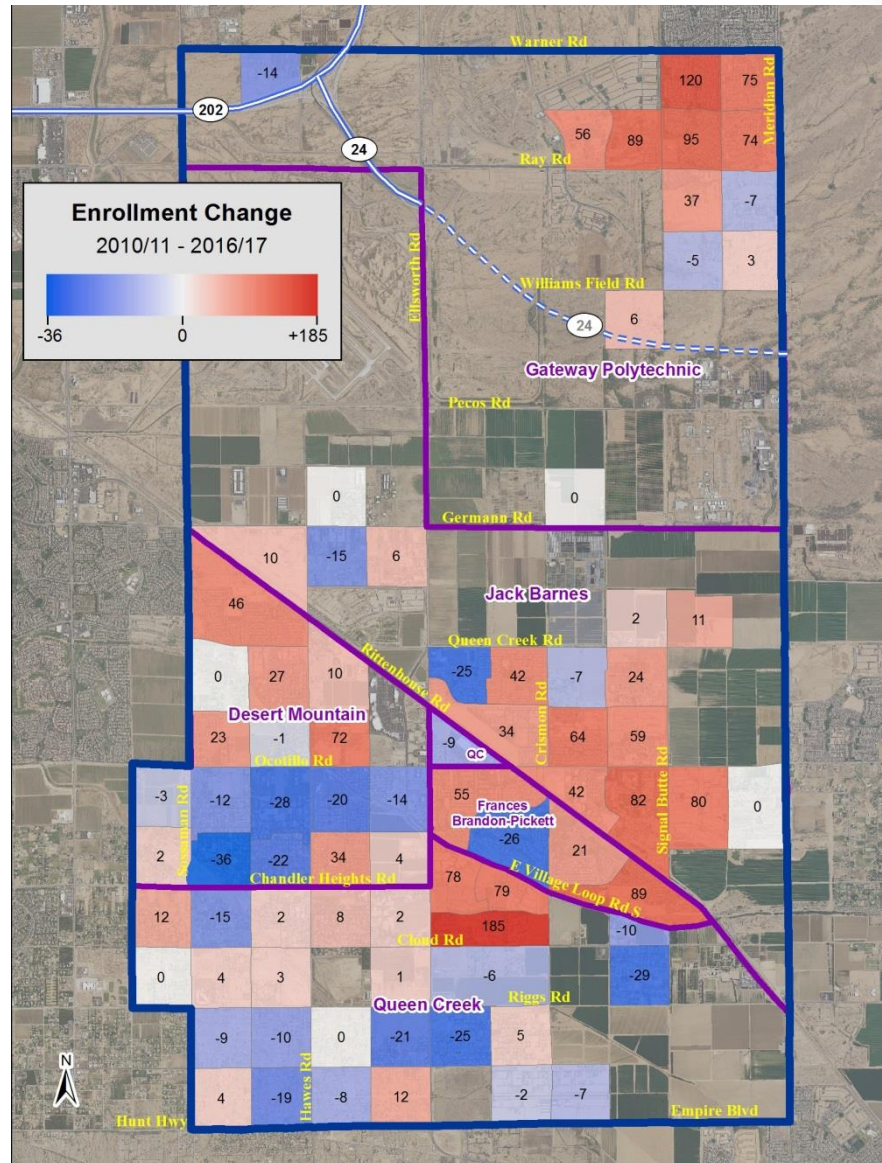 Warner Rd
-14
120
75
Meridian Rd
202
56
89
95
74
24
Ray Rd
Enrollment Change
2010/11 - 2016/17
-36
0
+185
Ellsworth Rd
37
-7
-5
3
Williams Field Rd
6
24
Gateway Polytechnic
Pecos Rd
0
0
Germann Rd
10
-15
6
Jack Barnes
46
2
11
Queen Creek Rd
Rittenhouse Rd
0
27
10
-25
42
-7
24
Crismon Rd
Desert Mountain
23
-1
72
-9
34
64
59
QC
Ocotillo Rd
Signal Butte Rd
-3
-12
-28
-20
-14
55
42
82
80
0
Frances
Brandon-Pickett
Sossaman Rd
-26
21
2
-36
-22
34
4
E Village Loop Rd S
Chandler Heights Rd
78
79
89
12
-15
2
8
2
185
-10
Cloud Rd
0
4
3
1
-6
-29
Queen Creek
Riggs Rd
-9
-10
0
-21
-25
5
N
Hawes Rd
4
-19
-8
12
-2
-7
Hunt Hwy
Empire Blvd